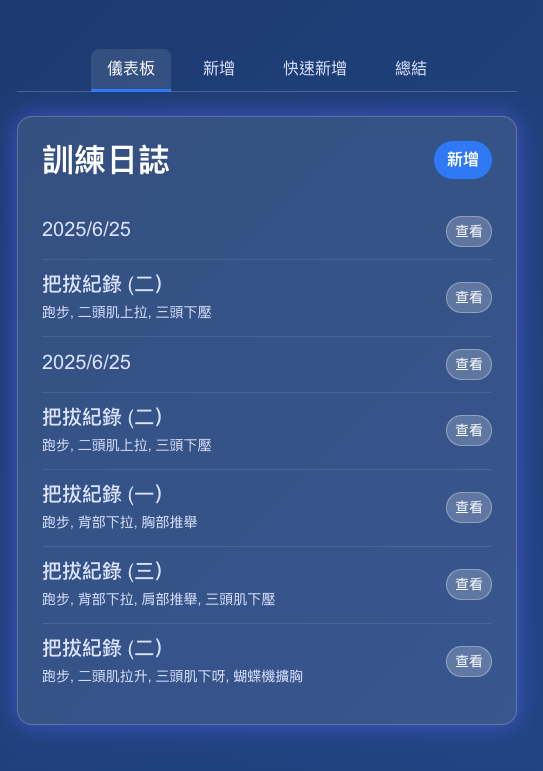 儀表板 新增 快速新增 總結
訓練日誌 新增
2025/6/25 查看
把拔紀錄 (二)
跑步, 二頭肌上拉, 三頭下壓 查看
2025/6/25 查看
把拔紀錄 (二)
跑步, 二頭肌上拉, 三頭下壓 查看
把拔紀錄 (一)
跑步, 背部下拉, 胸部推舉 查看
把拔紀錄 (三)
跑步, 背部下拉, 肩部推舉, 三頭肌下壓 查看
把拔紀錄 (二)
跑步, 二頭肌拉升, 三頭肌下呀, 蝴蝶機擴胸 查看